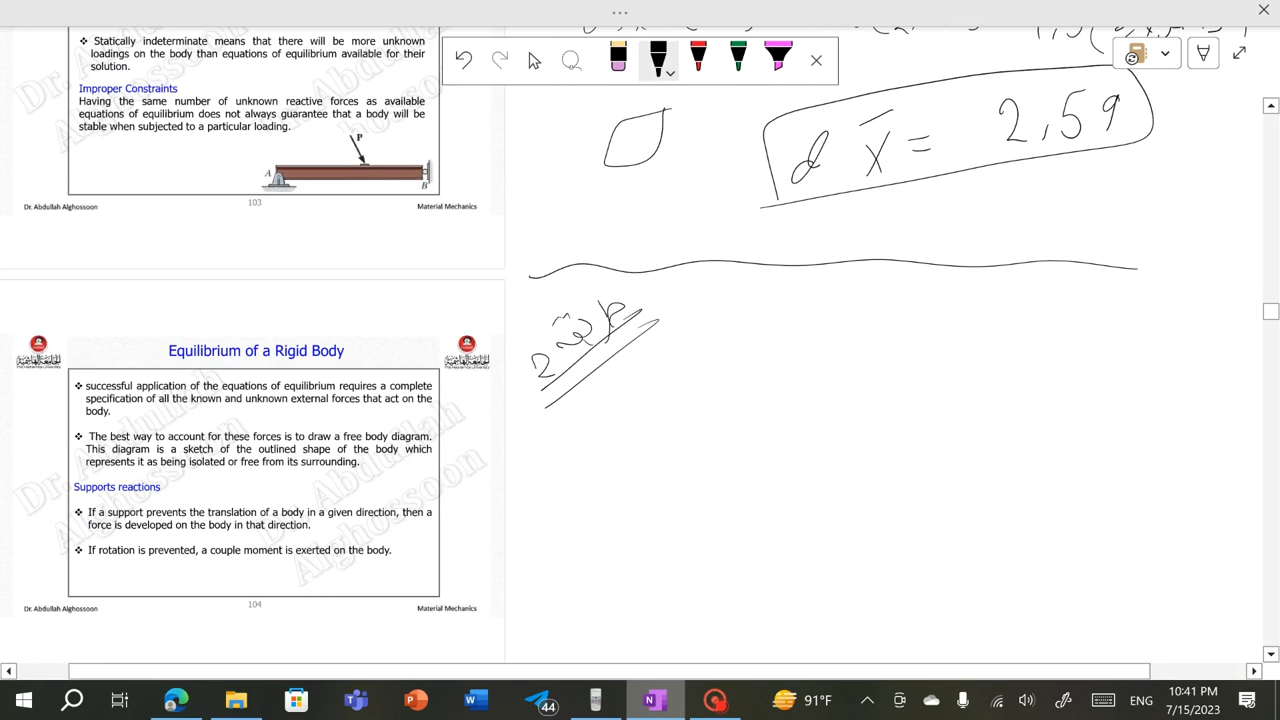 ❖ Statically indeterminate means that there will be more unknown
loadings on the body than equations of equilibrium available for their
solution.
Improper Constraints
Having the same number of unknown reactive forces as available
equations of equilibrium does not always guarantee that a body will be
stable when subjected to a particular loading.
P
A
B
Dr. Abdullah Alghossoon
103
Material Mechanics
Equilibrium of a Rigid Body
❖ successful application of the equations of equilibrium requires a complete
specification of all the known and unknown external forces that act on the
body.
❖ The best way to account for these forces is to draw a free body diagram.
This diagram is a sketch of the outlined shape of the body which
represents it as being isolated or free from its surrounding.
Supports reactions
❖ If a support prevents the translation of a body in a given direction, then a
force is developed on the body in that direction.
❖ If rotation is prevented, a couple moment is exerted on the body.
Dr. Abdullah Alghossoon
104
Material Mechanics
x̄ = 2,59
2
44
91°F
ENG
10:41 PM
7/15/2023